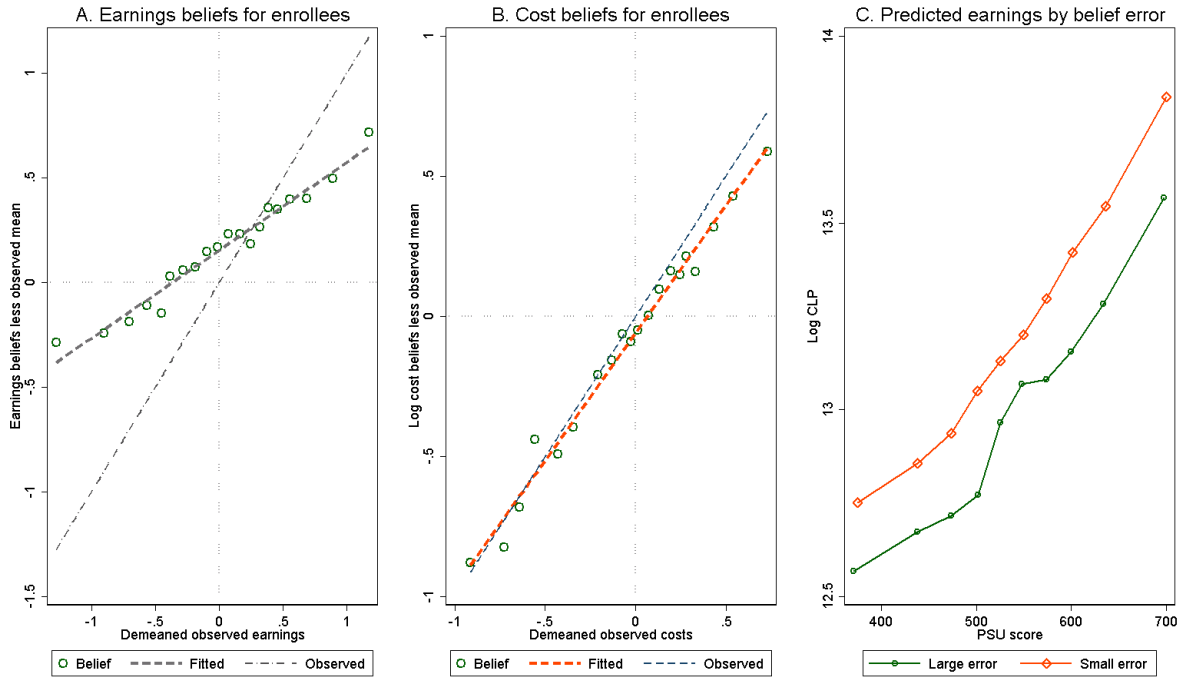 A. Earnings beliefs for enrollees
Earnings beliefs less observed mean
1
.5
0
-.5
-1
-1.5
-1
-.5
0
.5
1
Demeaned observed earnings
Belief
Fitted
Observed
B. Cost beliefs for enrollees
Log cost beliefs less observed mean
1
.5
0
-.5
-1
-1
-.5
0
.5
Demeaned observed costs
Belief
Fitted
Observed
C. Predicted earnings by belief error
Log CLP
14
13.5
13
12.5
400
500
600
700
PSU score
Large error
Small error